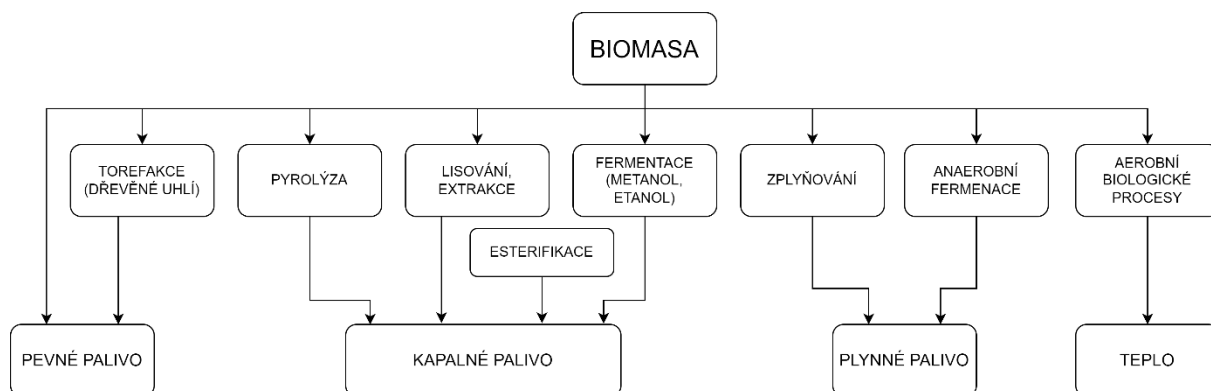 BIOMASA
TOREFAKCE
(DŘEVĚNÉ UHLÍ)
PYROLÝZA
LISOVÁNÍ,
EXTRAKCE
FERMENTACE
(METANOL,
ETANOL)
ZPLYŇOVÁNÍ
ANAEROBNÍ
FERMENACE
AEROBNÍ
BIOLOGICKÉ
PROCESY
ESTERIFIKACE
PEVNÉ PALIVO
KAPALNÉ PALIVO
PLYNNÉ PALIVO
TEPLO